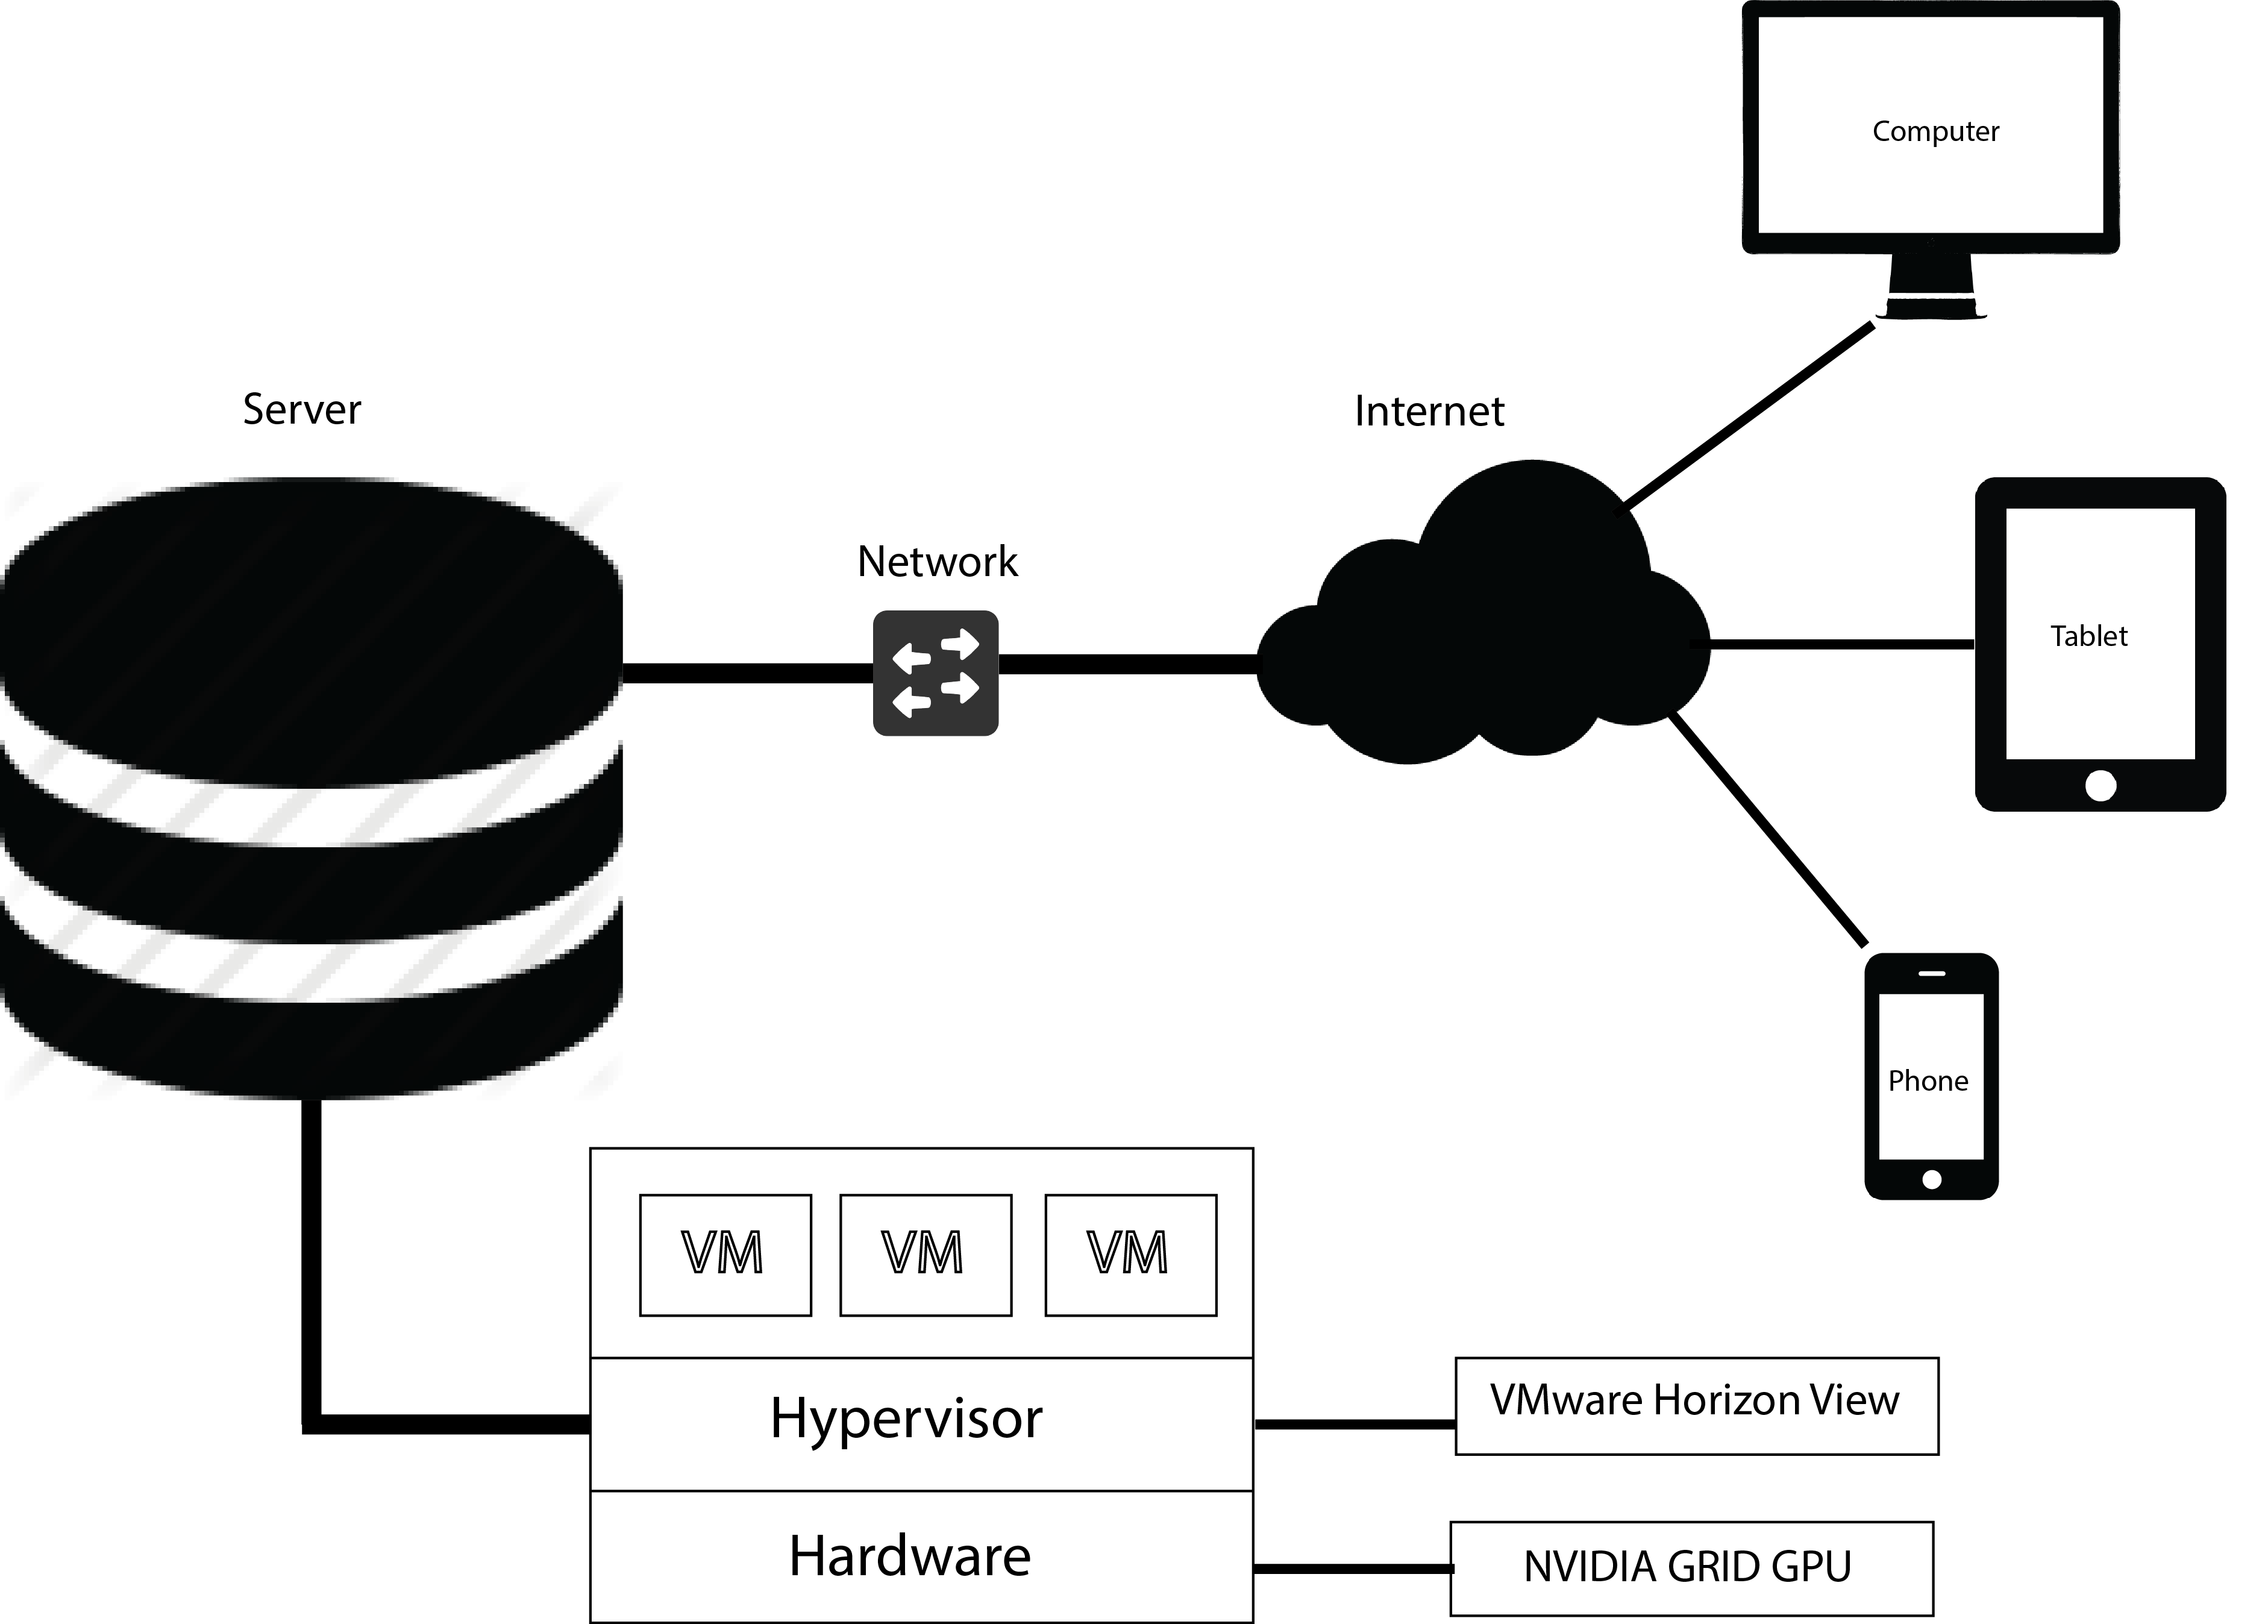 Computer
Server
Internet
Network
Tablet
Phone
VM
VM
VM
Hypervisor
VMware Horizon View
Hardware
NVIDIA GRID GPU